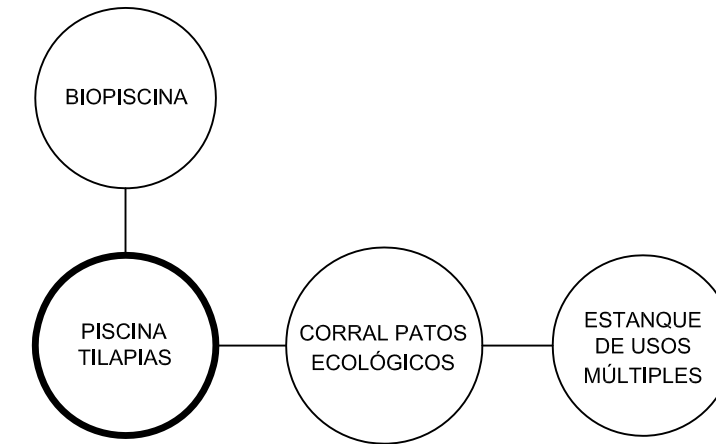 BIOPISCINA
PISCINA
TILAPIAS
CORRAL PATOS
ECOLÓGICOS
ESTANQUE
DE USOS
MÚLTIPLES